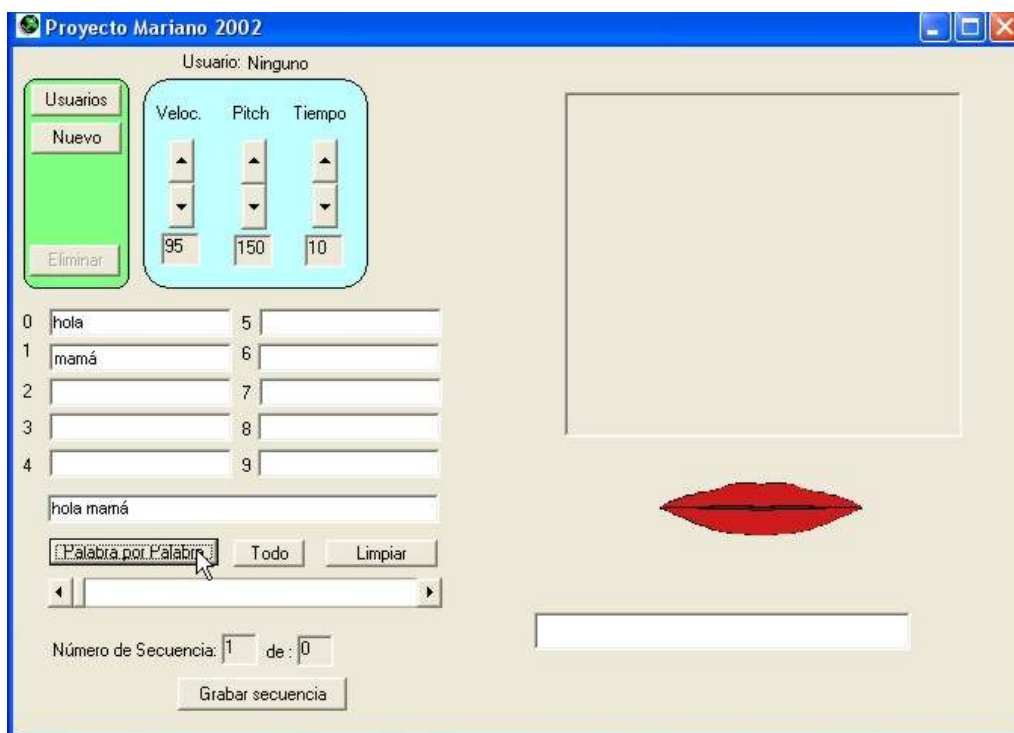 Proyecto Mariano 2002
Usuario: Ninguno
Usuarios
Nuevo
Eliminar
Veloc. Pitch Tiempo
95 150 10
0 hola 5
1 mamá 6
2 7
3 8
4 9
hola mamá
Palabra por Palabra Todo Limpiar
Número de Secuencia: 1 de : 0
Grabar secuencia